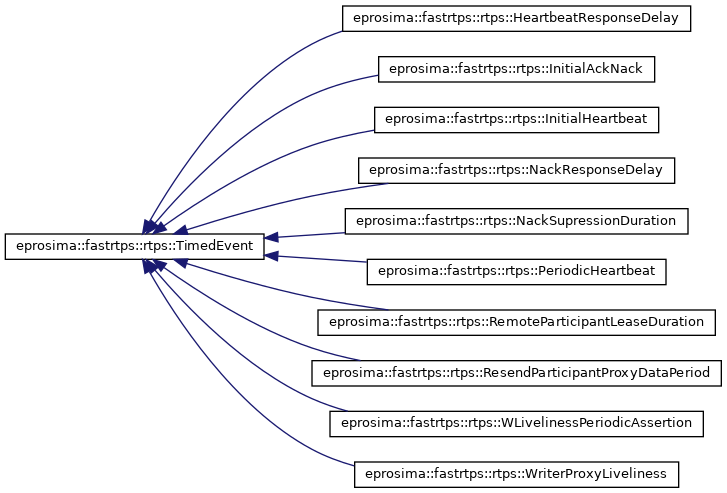 eprosima::fastrtps::rtps::HeartbeatResponseDelay
eprosima::fastrtps::rtps::InitialAckNack
eprosima::fastrtps::rtps::InitialHeartbeat
eprosima::fastrtps::rtps::NackResponseDelay
eprosima::fastrtps::rtps::NackSupressionDuration
eprosima::fastrtps::rtps::TimedEvent
eprosima::fastrtps::rtps::PeriodicHeartbeat
eprosima::fastrtps::rtps::RemoteParticipantLeaseDuration
eprosima::fastrtps::rtps::ResendParticipantProxyDataPeriod
eprosima::fastrtps::rtps::WLivelinessPeriodicAssertion
eprosima::fastrtps::rtps::WriterProxyLiveliness